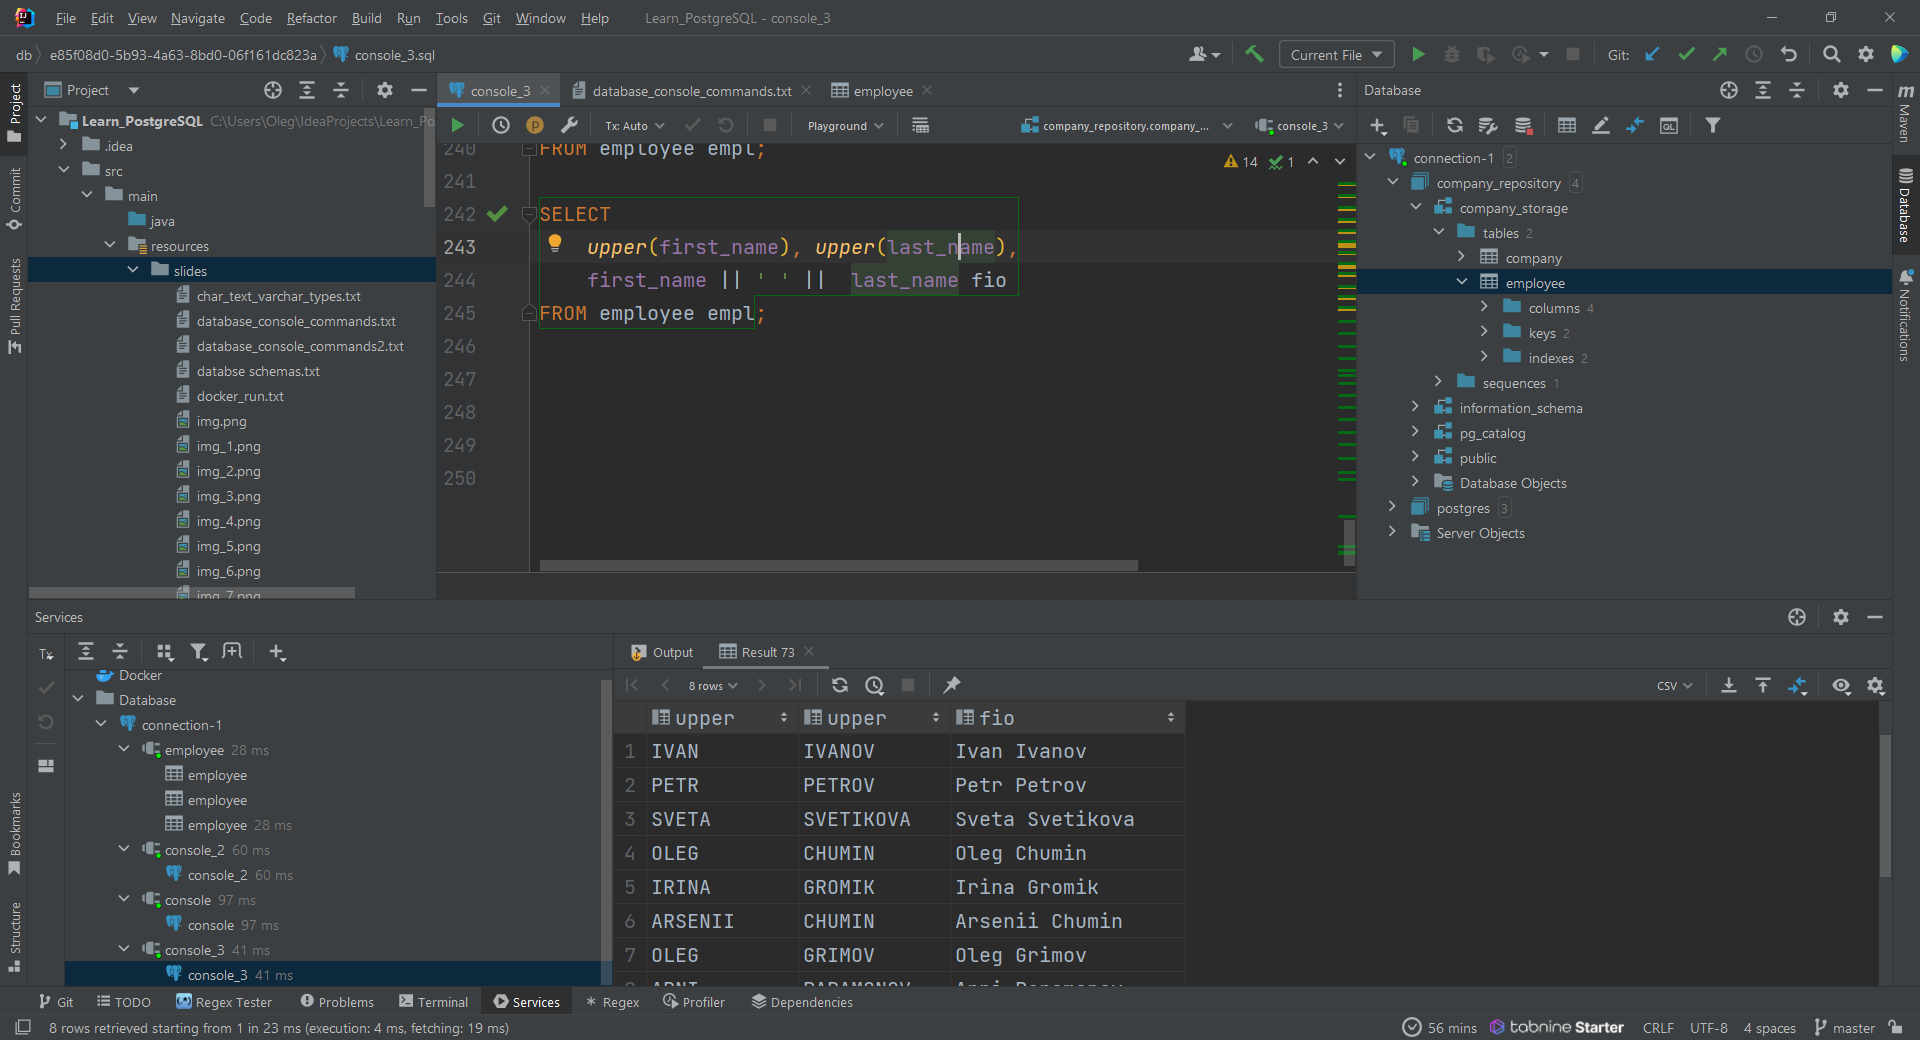 File Edit View Navigate Code Refactor Build Run Tools Git Window Help Learn_PostgreSQL - console_3
db e85f08d0-5b93-4a63-8bd0-06f161dc823a console_3.sql Current File Git:
Project
console_3 database_console_commands.txt employee
Database
Tx: Auto Playground company_repository.company_... console_3
Learn_PostgreSQL C:\Users\Oleg\IdeaProjects\Learn_Po
.idea
src
main
java
resources
slides
char_text_varchar_types.txt
database_console_commands.txt
database_console_commands2.txt
databse schemas.txt
docker_run.txt
img.png
img_1.png
img_2.png
img_3.png
img_4.png
img_5.png
img_6.png
img_7.png
240 FROM employee empl;
14 1
241
242 SELECT
243 upper(first_name), upper(last_name),
244 first_name || ' ' || last_name fio
245 FROM employee empl;
246
247
248
249
250
connection-1 2
company_repository 4
company_storage
tables 2
company
employee
columns 4
keys 2
indexes 2
sequences 1
information_schema
pg_catalog
public
Database Objects
postgres 3
Server Objects
Project
Commit
Pull Requests
Bookmarks
Structure
Maven
Database
Notifications
Services
Tx
Docker
Database
connection-1
employee 28 ms
employee
employee
employee 28 ms
console_2 60 ms
console_2 60 ms
console 97 ms
console 97 ms
console_3 41 ms
console_3 41 ms
Output Result 73
8 rows CSV
upper upper fio
1 IVAN IVANOV Ivan Ivanov
2 PETR PETROV Petr Petrov
3 SVETA SVETIKOVA Sveta Svetikova
4 OLEG CHUMIN Oleg Chumin
5 IRINA GROMIK Irina Gromik
6 ARSENII CHUMIN Arsenii Chumin
7 OLEG GRIMOV Oleg Grimov
Git TODO Regex Tester Problems Terminal Services Regex Profiler Dependencies
8 rows retrieved starting from 1 in 23 ms (execution: 4 ms, fetching: 19 ms)
56 mins tabnine Starter CRLF UTF-8 4 spaces master